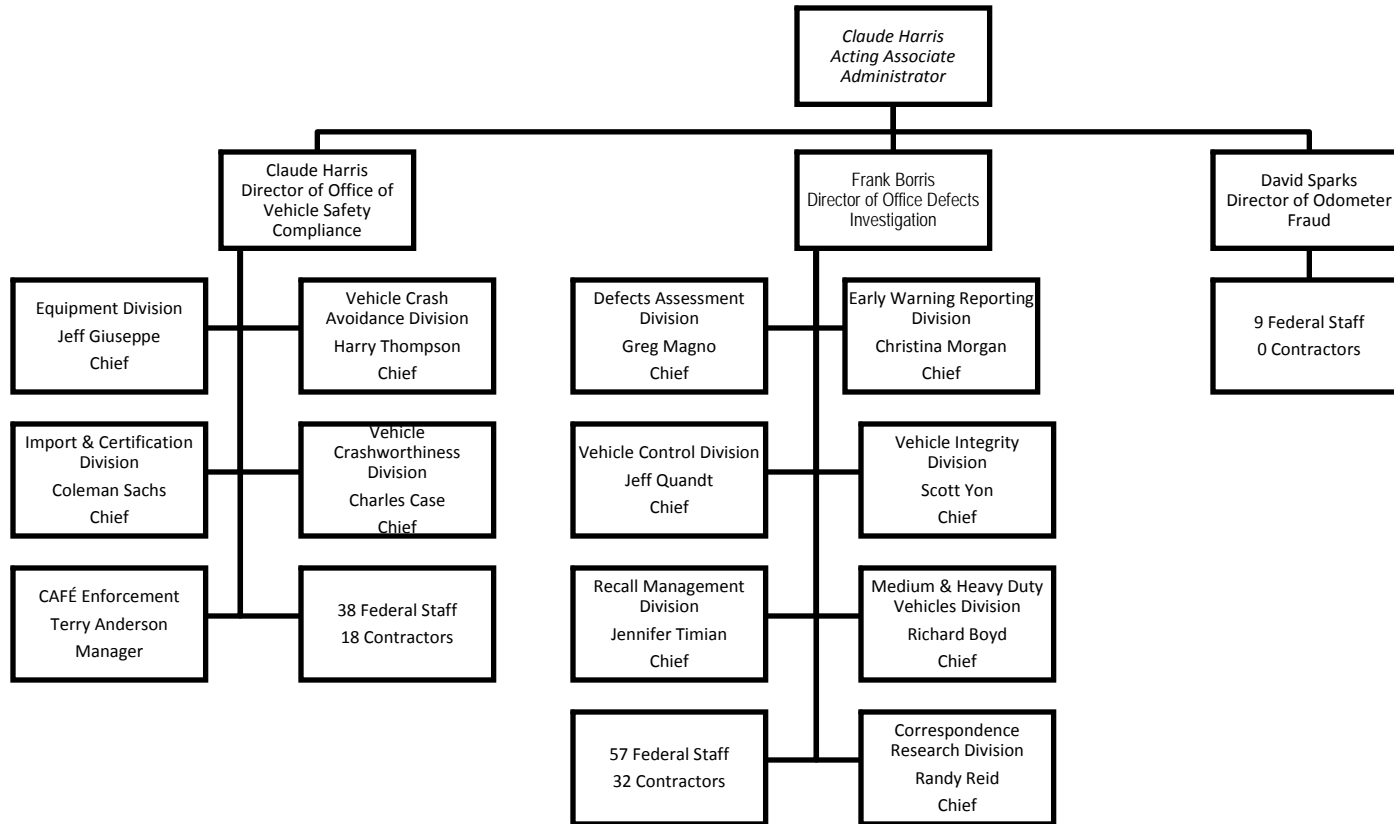 Claude Harris
Acting Associate
Administrator
Claude Harris
Director of Office of
Vehicle Safety
Compliance
Frank Borris
Director of Office Defects
Investigation
David Sparks
Director of Odometer
Fraud
Equipment Division
Jeff Giuseppe
Chief
Vehicle Crash
Avoidance Division
Harry Thompson
Chief
Defects Assessment
Division
Greg Magno
Chief
Early Warning Reporting
Division
Christina Morgan
Chief
9 Federal Staff
0 Contractors
Import & Certification
Division
Coleman Sachs
Chief
Vehicle
Crashworthiness
Division
Charles Case
Chief
Vehicle Control Division
Jeff Quandt
Chief
Vehicle Integrity
Division
Scott Yon
Chief
CAFÉ Enforcement
Terry Anderson
Manager
38 Federal Staff
18 Contractors
Recall Management
Division
Jennifer Timian
Chief
Medium & Heavy Duty
Vehicles Division
Richard Boyd
Chief
57 Federal Staff
32 Contractors
Correspondence
Research Division
Randy Reid
Chief